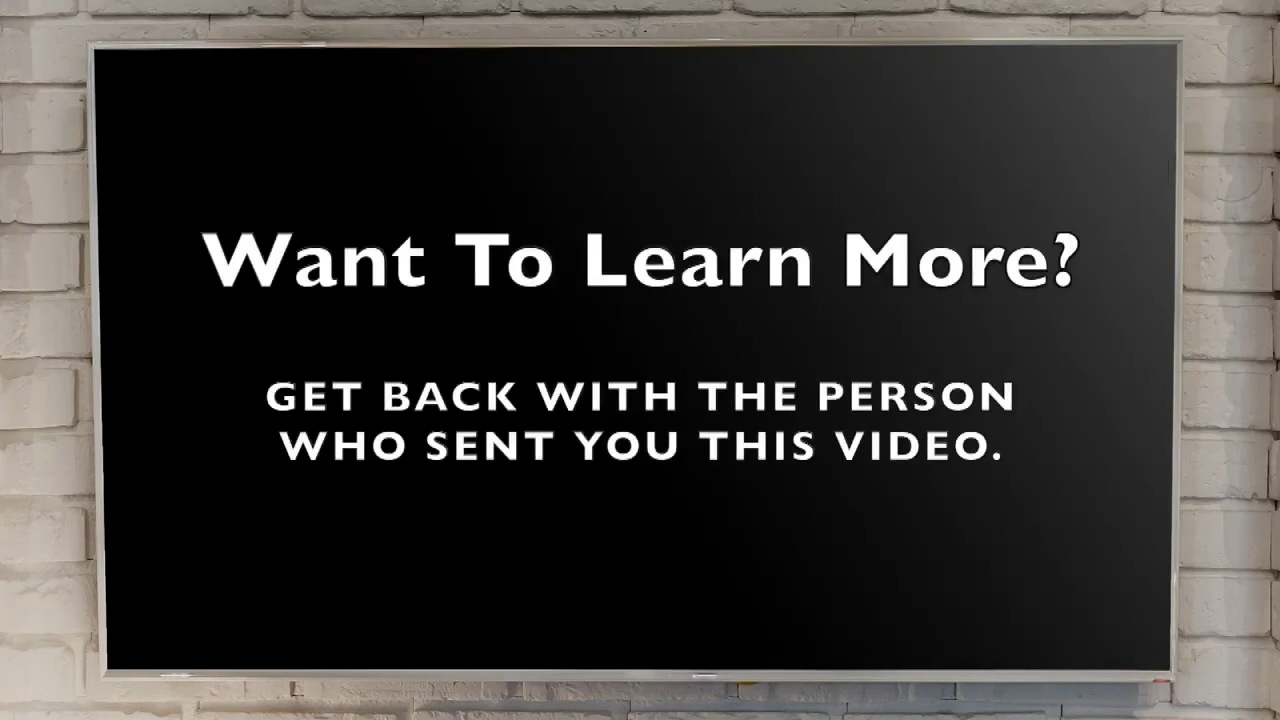 Want To Learn More?
GET BACK WITH THE PERSON
WHO SENT YOU THIS VIDEO.